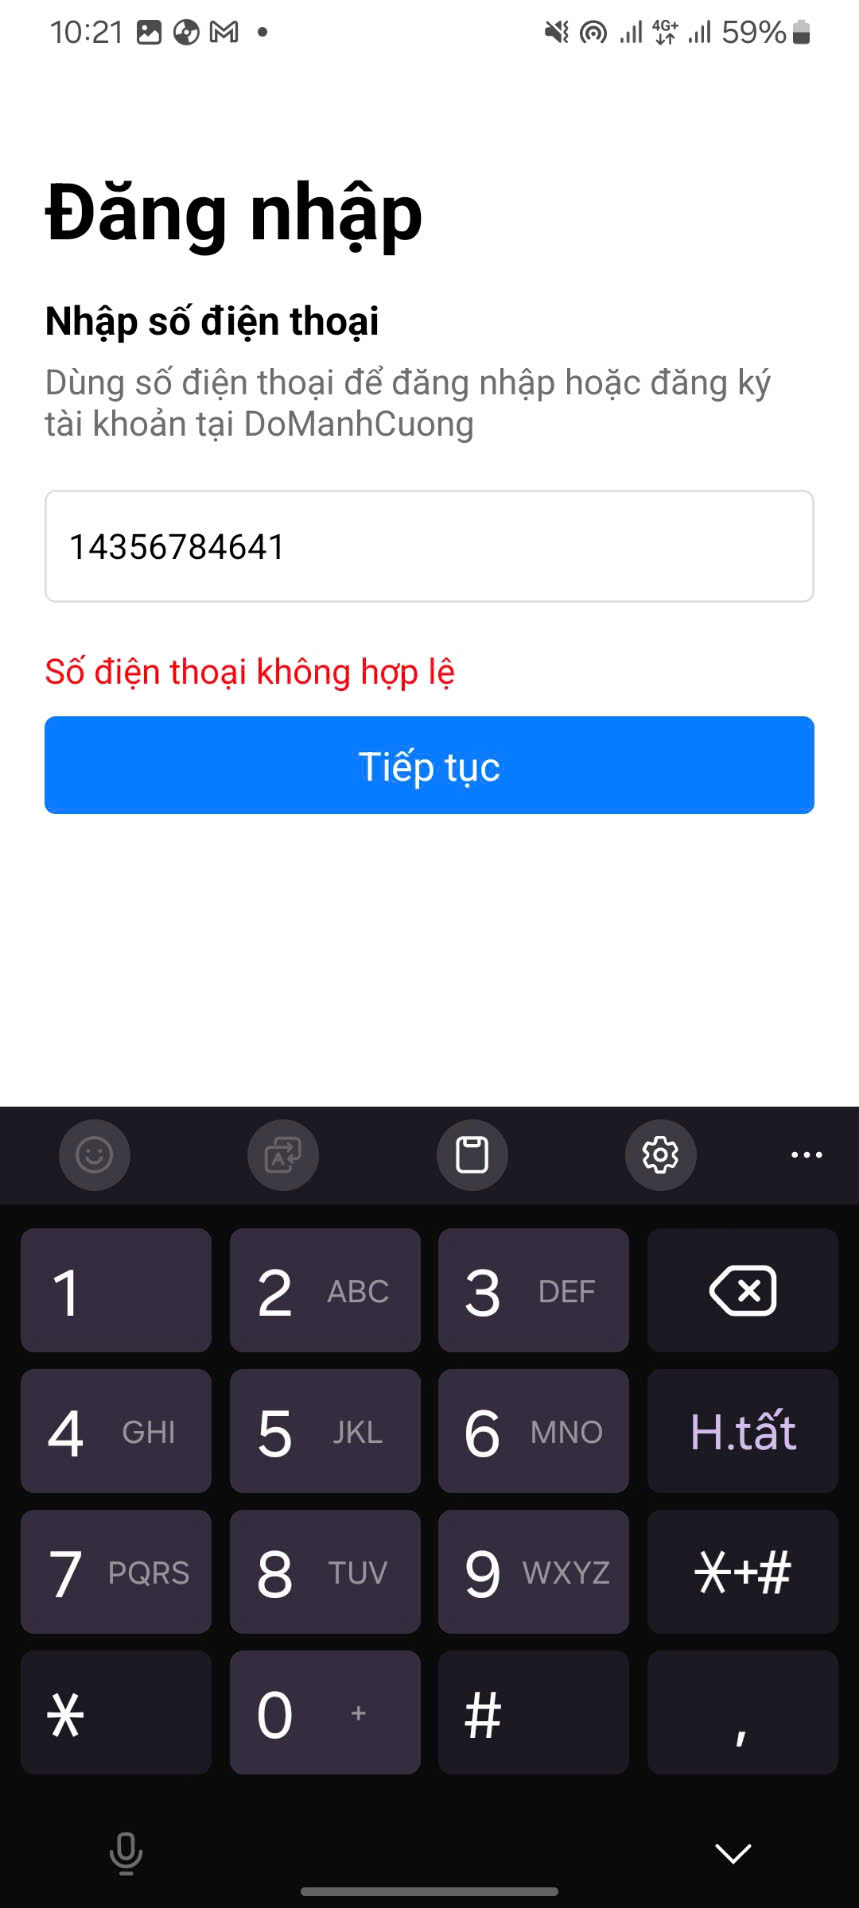 10:21
4G+
59%
Đăng nhập
Nhập số điện thoại
Dùng số điện thoại để đăng nhập hoặc đăng ký
tài khoản tại DoManhCuong
14356784641
Số điện thoại không hợp lệ
Tiếp tục
1
2 ABC
3 DEF
4 GHI
5 JKL
6 MNO
H.tất
7 PQRS
8 TUV
9 WXYZ
*+#
*
0 +
#
,